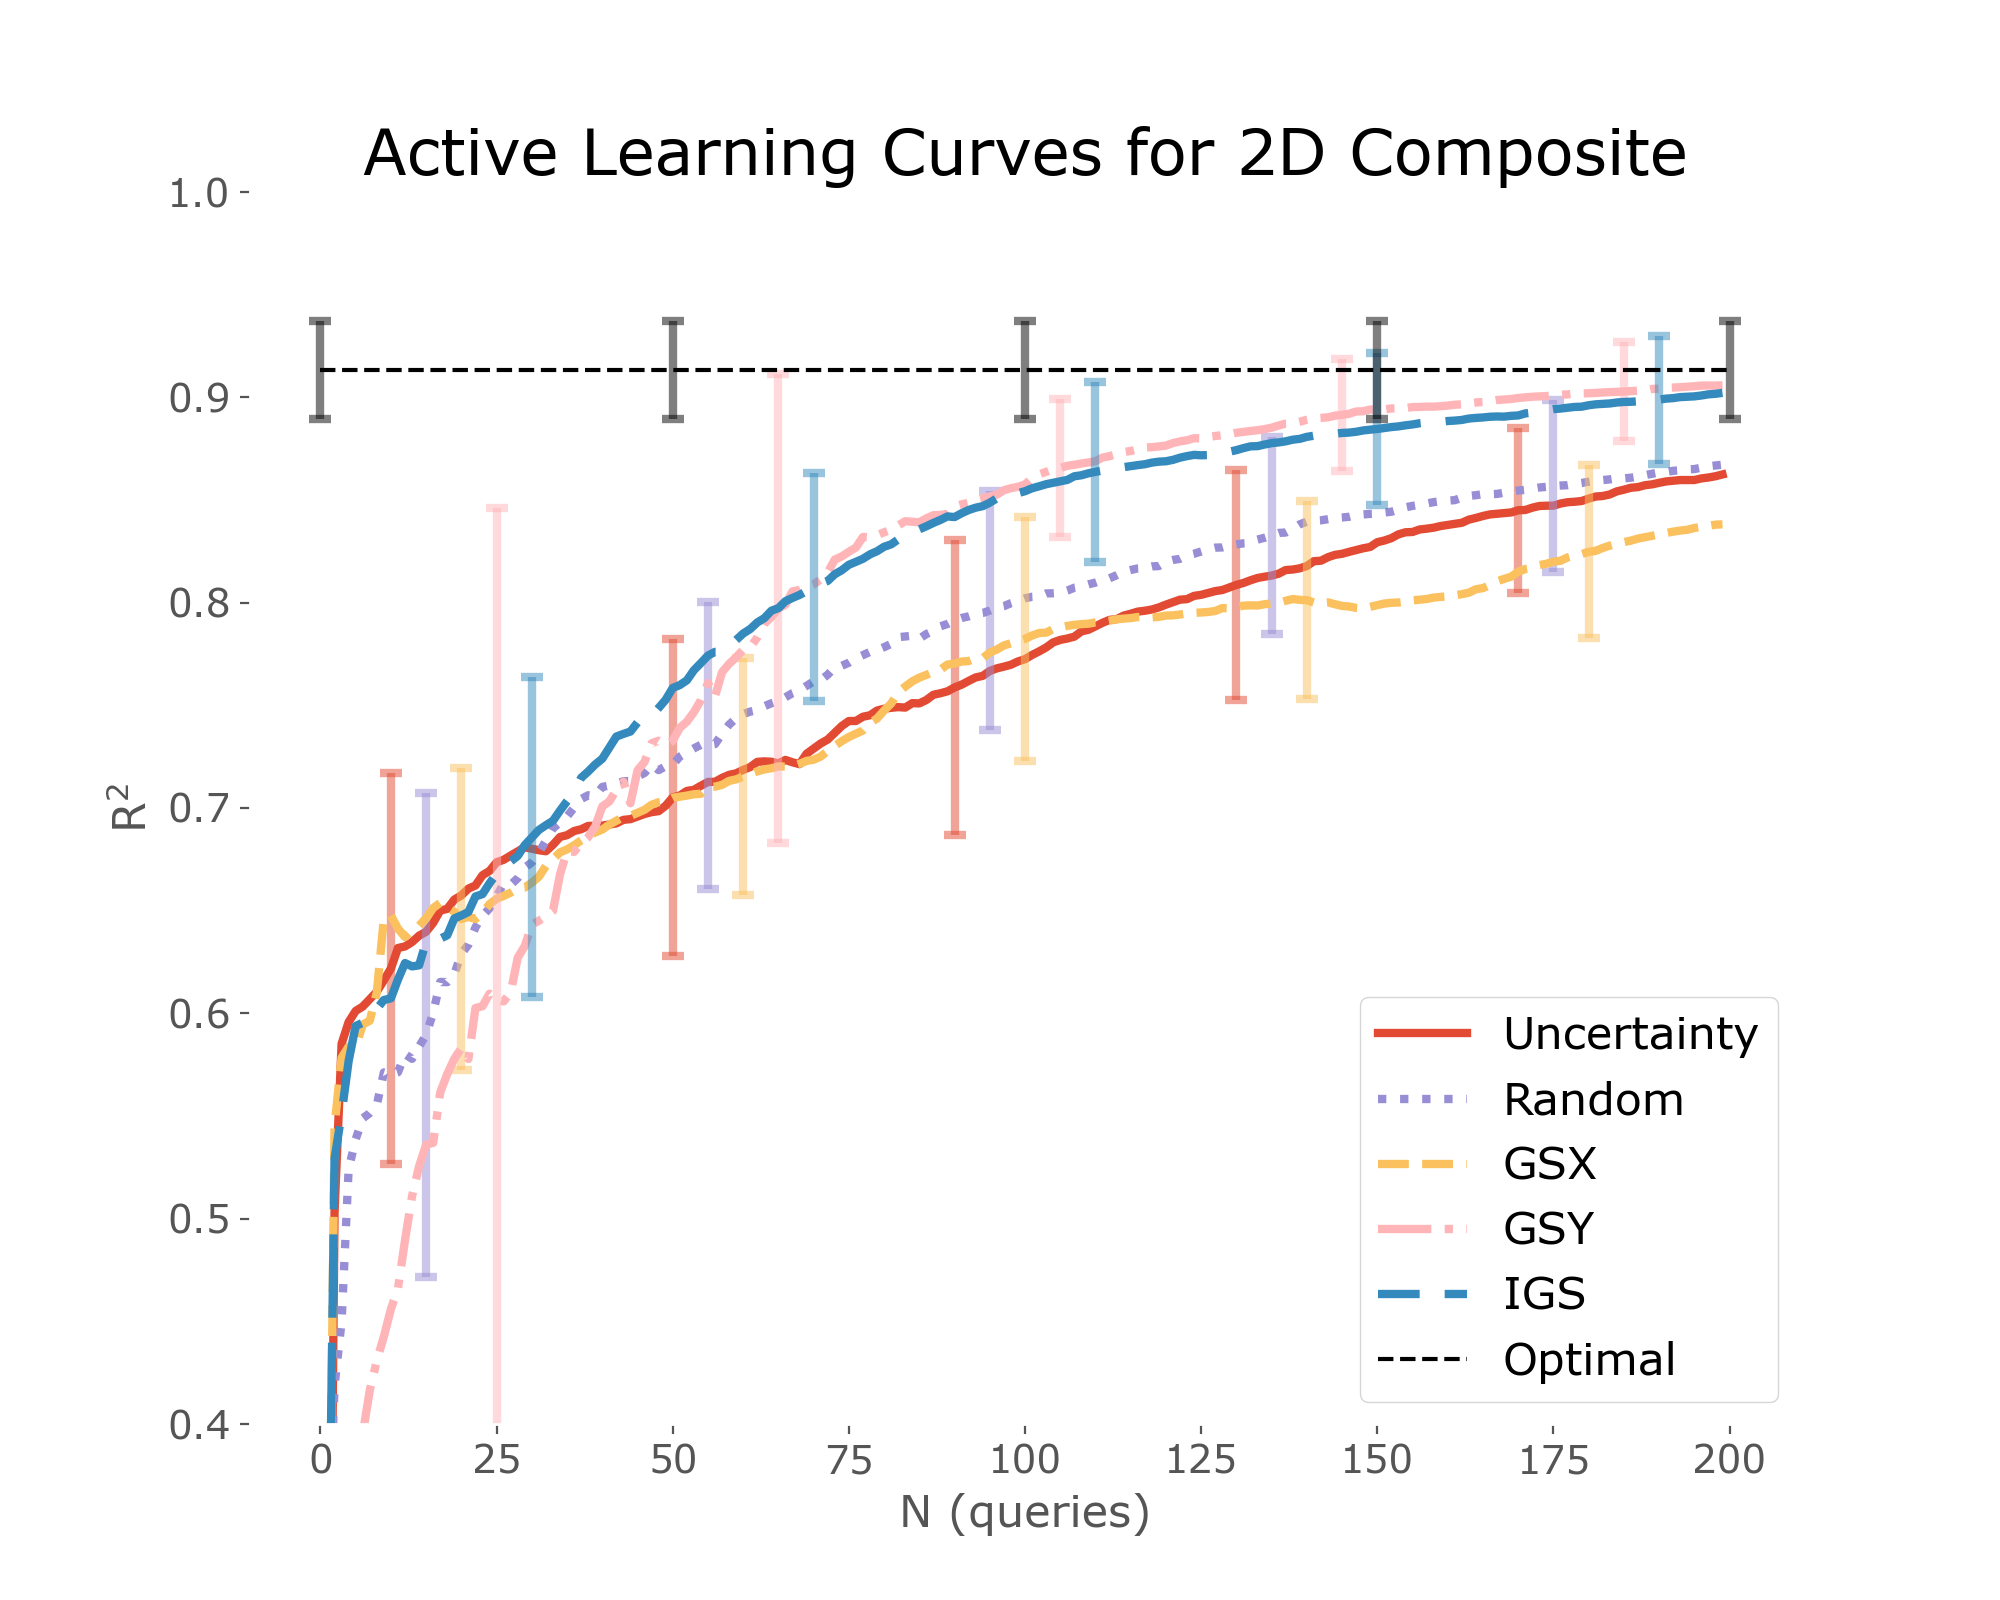 Active Learning Curves for 2D Composite
1.0
0.9
0.8
0.7
0.6
0.5
0.4
R²
0 25 50 75 100 125 150 175 200
N (queries)
Uncertainty
Random
GSX
GSY
IGS
Optimal